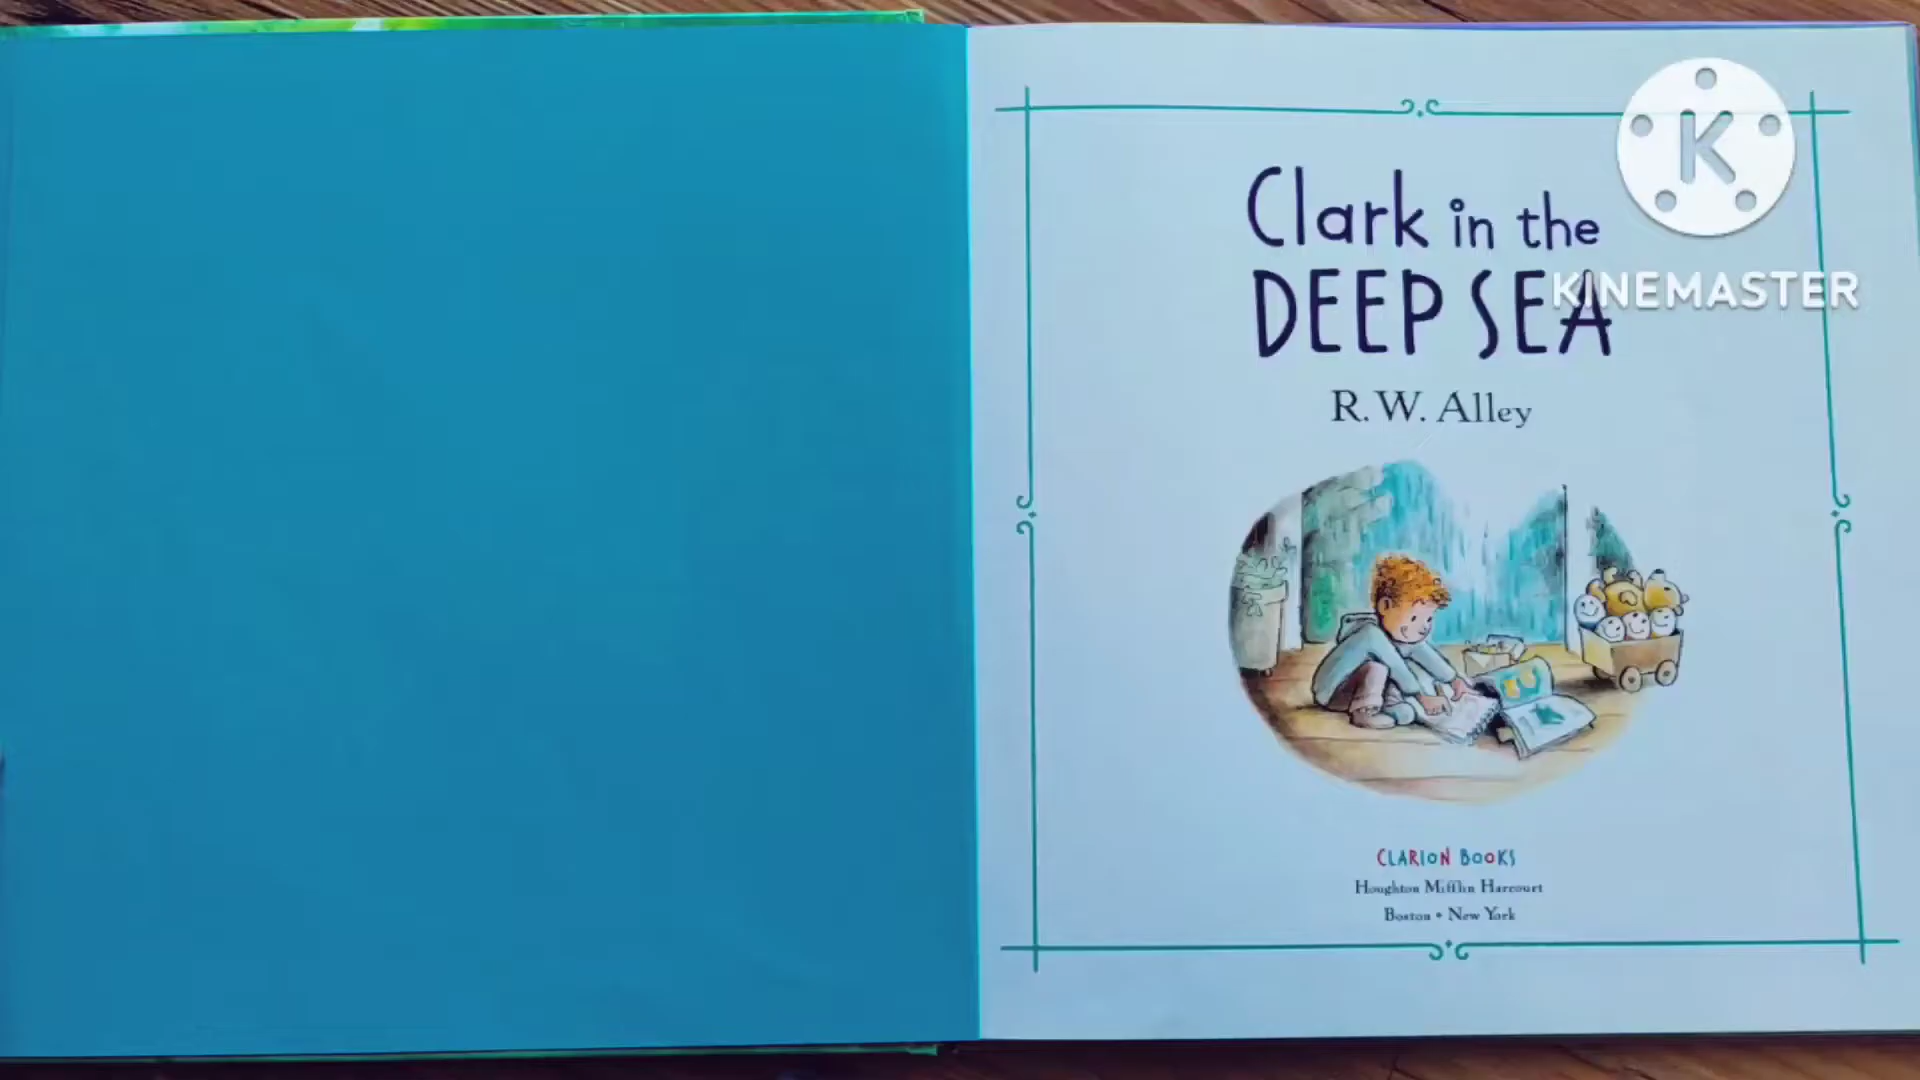 Clark in the
DEEP SEA
R. W. Alley
CLARION BOOKS
Houghton Mifflin Harcourt
Boston • New York
K
KINEMASTER